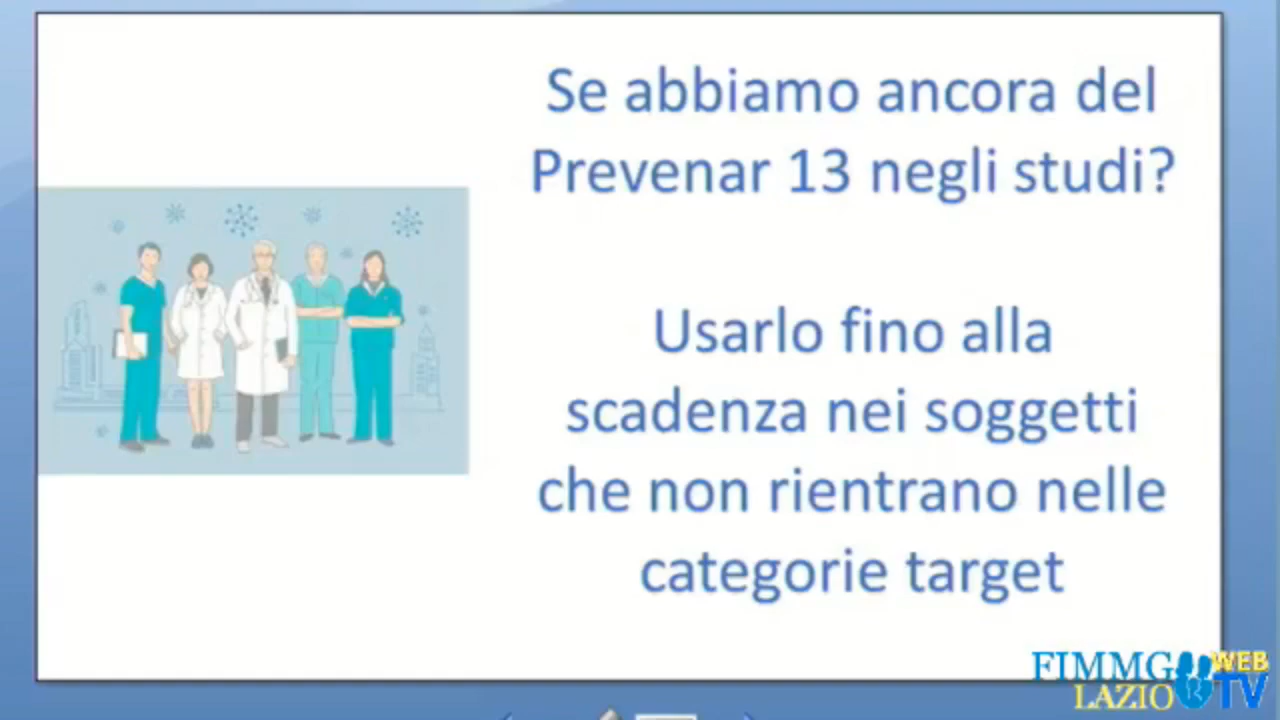 Se abbiamo ancora del
Prevenar 13 negli studi?
Usarlo fino alla
scadenza nei soggetti
che non rientrano nelle
categorie target
FIMMG WEB
LAZIO TV